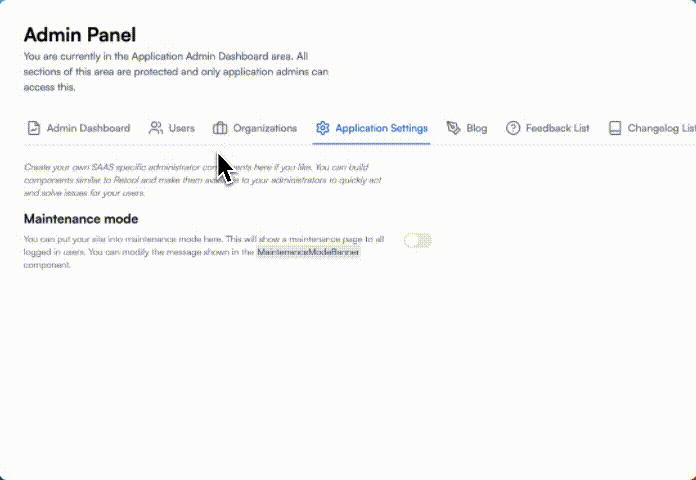 Admin Panel
You are currently in the Application Admin Dashboard area. All
sections of this area are protected and only application admins can
access this.
Admin Dashboard Users Organizations Application Settings Blog Feedback List Changelog List
Create your own SAAS specific administrator here if you like. You can build
components similar to Retool and make them to your administrators to quickly act
and solve issues for your users.
Maintenance mode
You can put your site into maintenance mode here. This will show a maintenance page to all
logged in users. You can modify the message shown in the MaintenanceModeBanner
component.